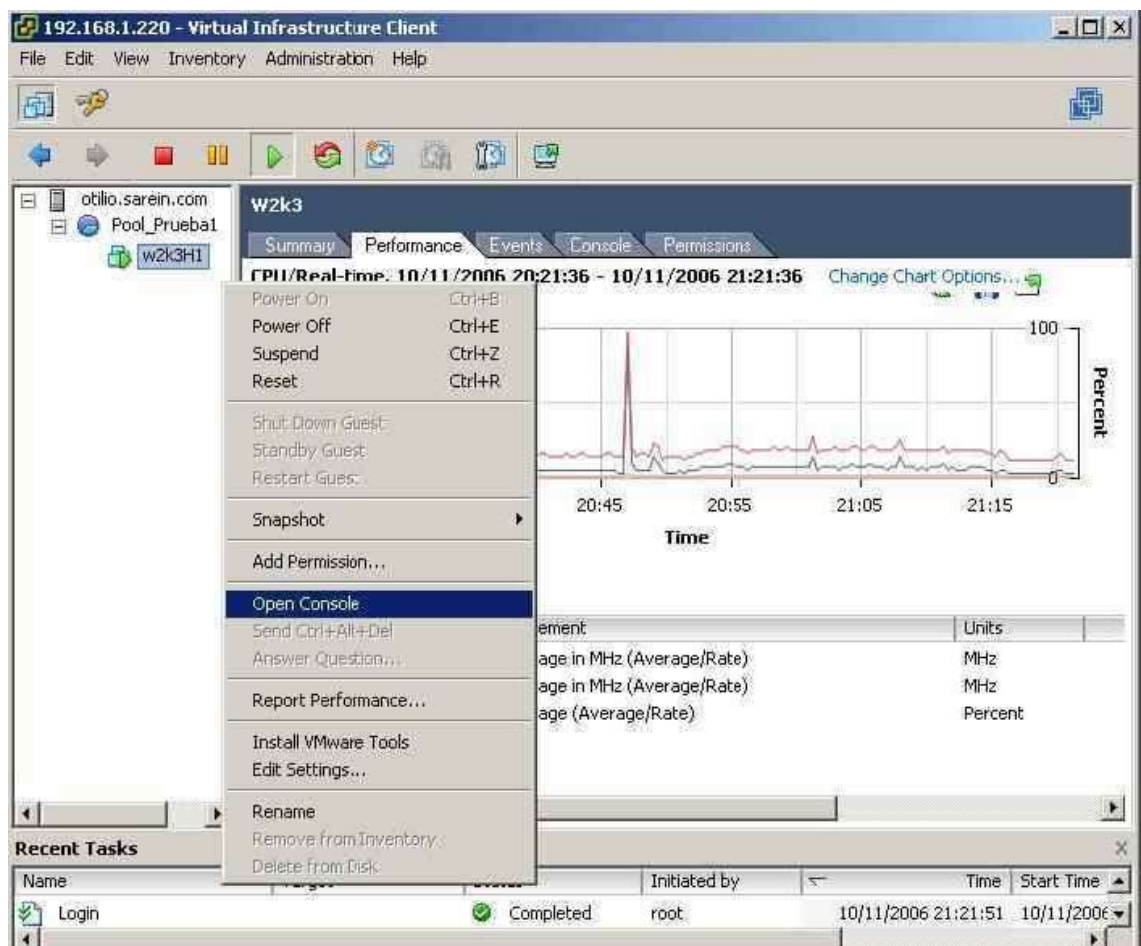 192.168.1.220 - Virtual Infrastructure Client
File Edit View Inventory Administration Help
otilio.sarein.com
Pool_Prueba1
w2k3H1
W2k3
Summary Performance Events Console Permissions
CPU/Real-time, 10/11/2006 20:21:36 - 10/11/2006 21:21:36 Change Chart Options...
Power On Ctrl+B
Power Off Ctrl+E
Suspend Ctrl+Z
Reset Ctrl+R
Shut Down Guest
Standby Guest
Restart Guest
Snapshot
Add Permission...
Open Console
Send Ctrl+Alt+Del
Answer Question...
Report Performance...
Install VMware Tools
Edit Settings...
Rename
Remove from Inventory
Delete from Disk
100
Percent
0
20:45 20:55 21:05 21:15
Time
ement Units
age in MHz (Average/Rate) MHz
age in MHz (Average/Rate) MHz
age (Average/Rate) Percent
Recent Tasks
Name Initiated by Time Start Time
Login Completed root 10/11/2006 21:21:51 10/11/2006